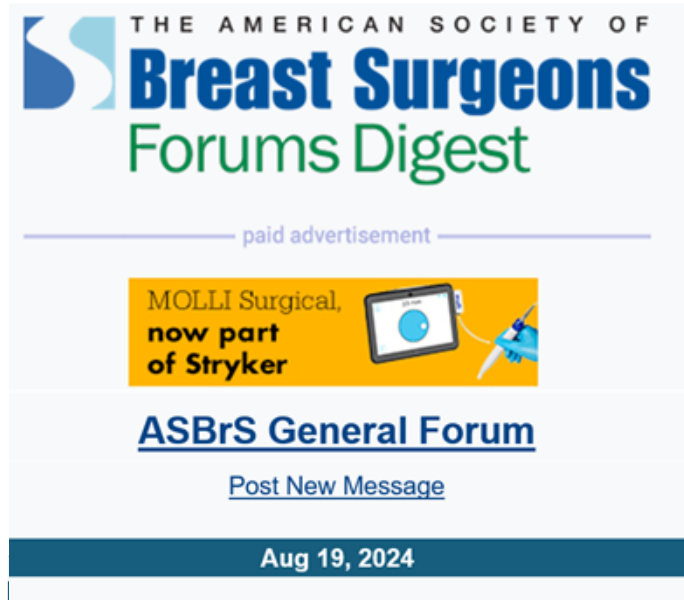 THE AMERICAN SOCIETY OF
Breast Surgeons
Forums Digest
paid advertisement
MOLLI Surgical,
now part
of Stryker
ASBrS General Forum
Post New Message
Aug 19, 2024